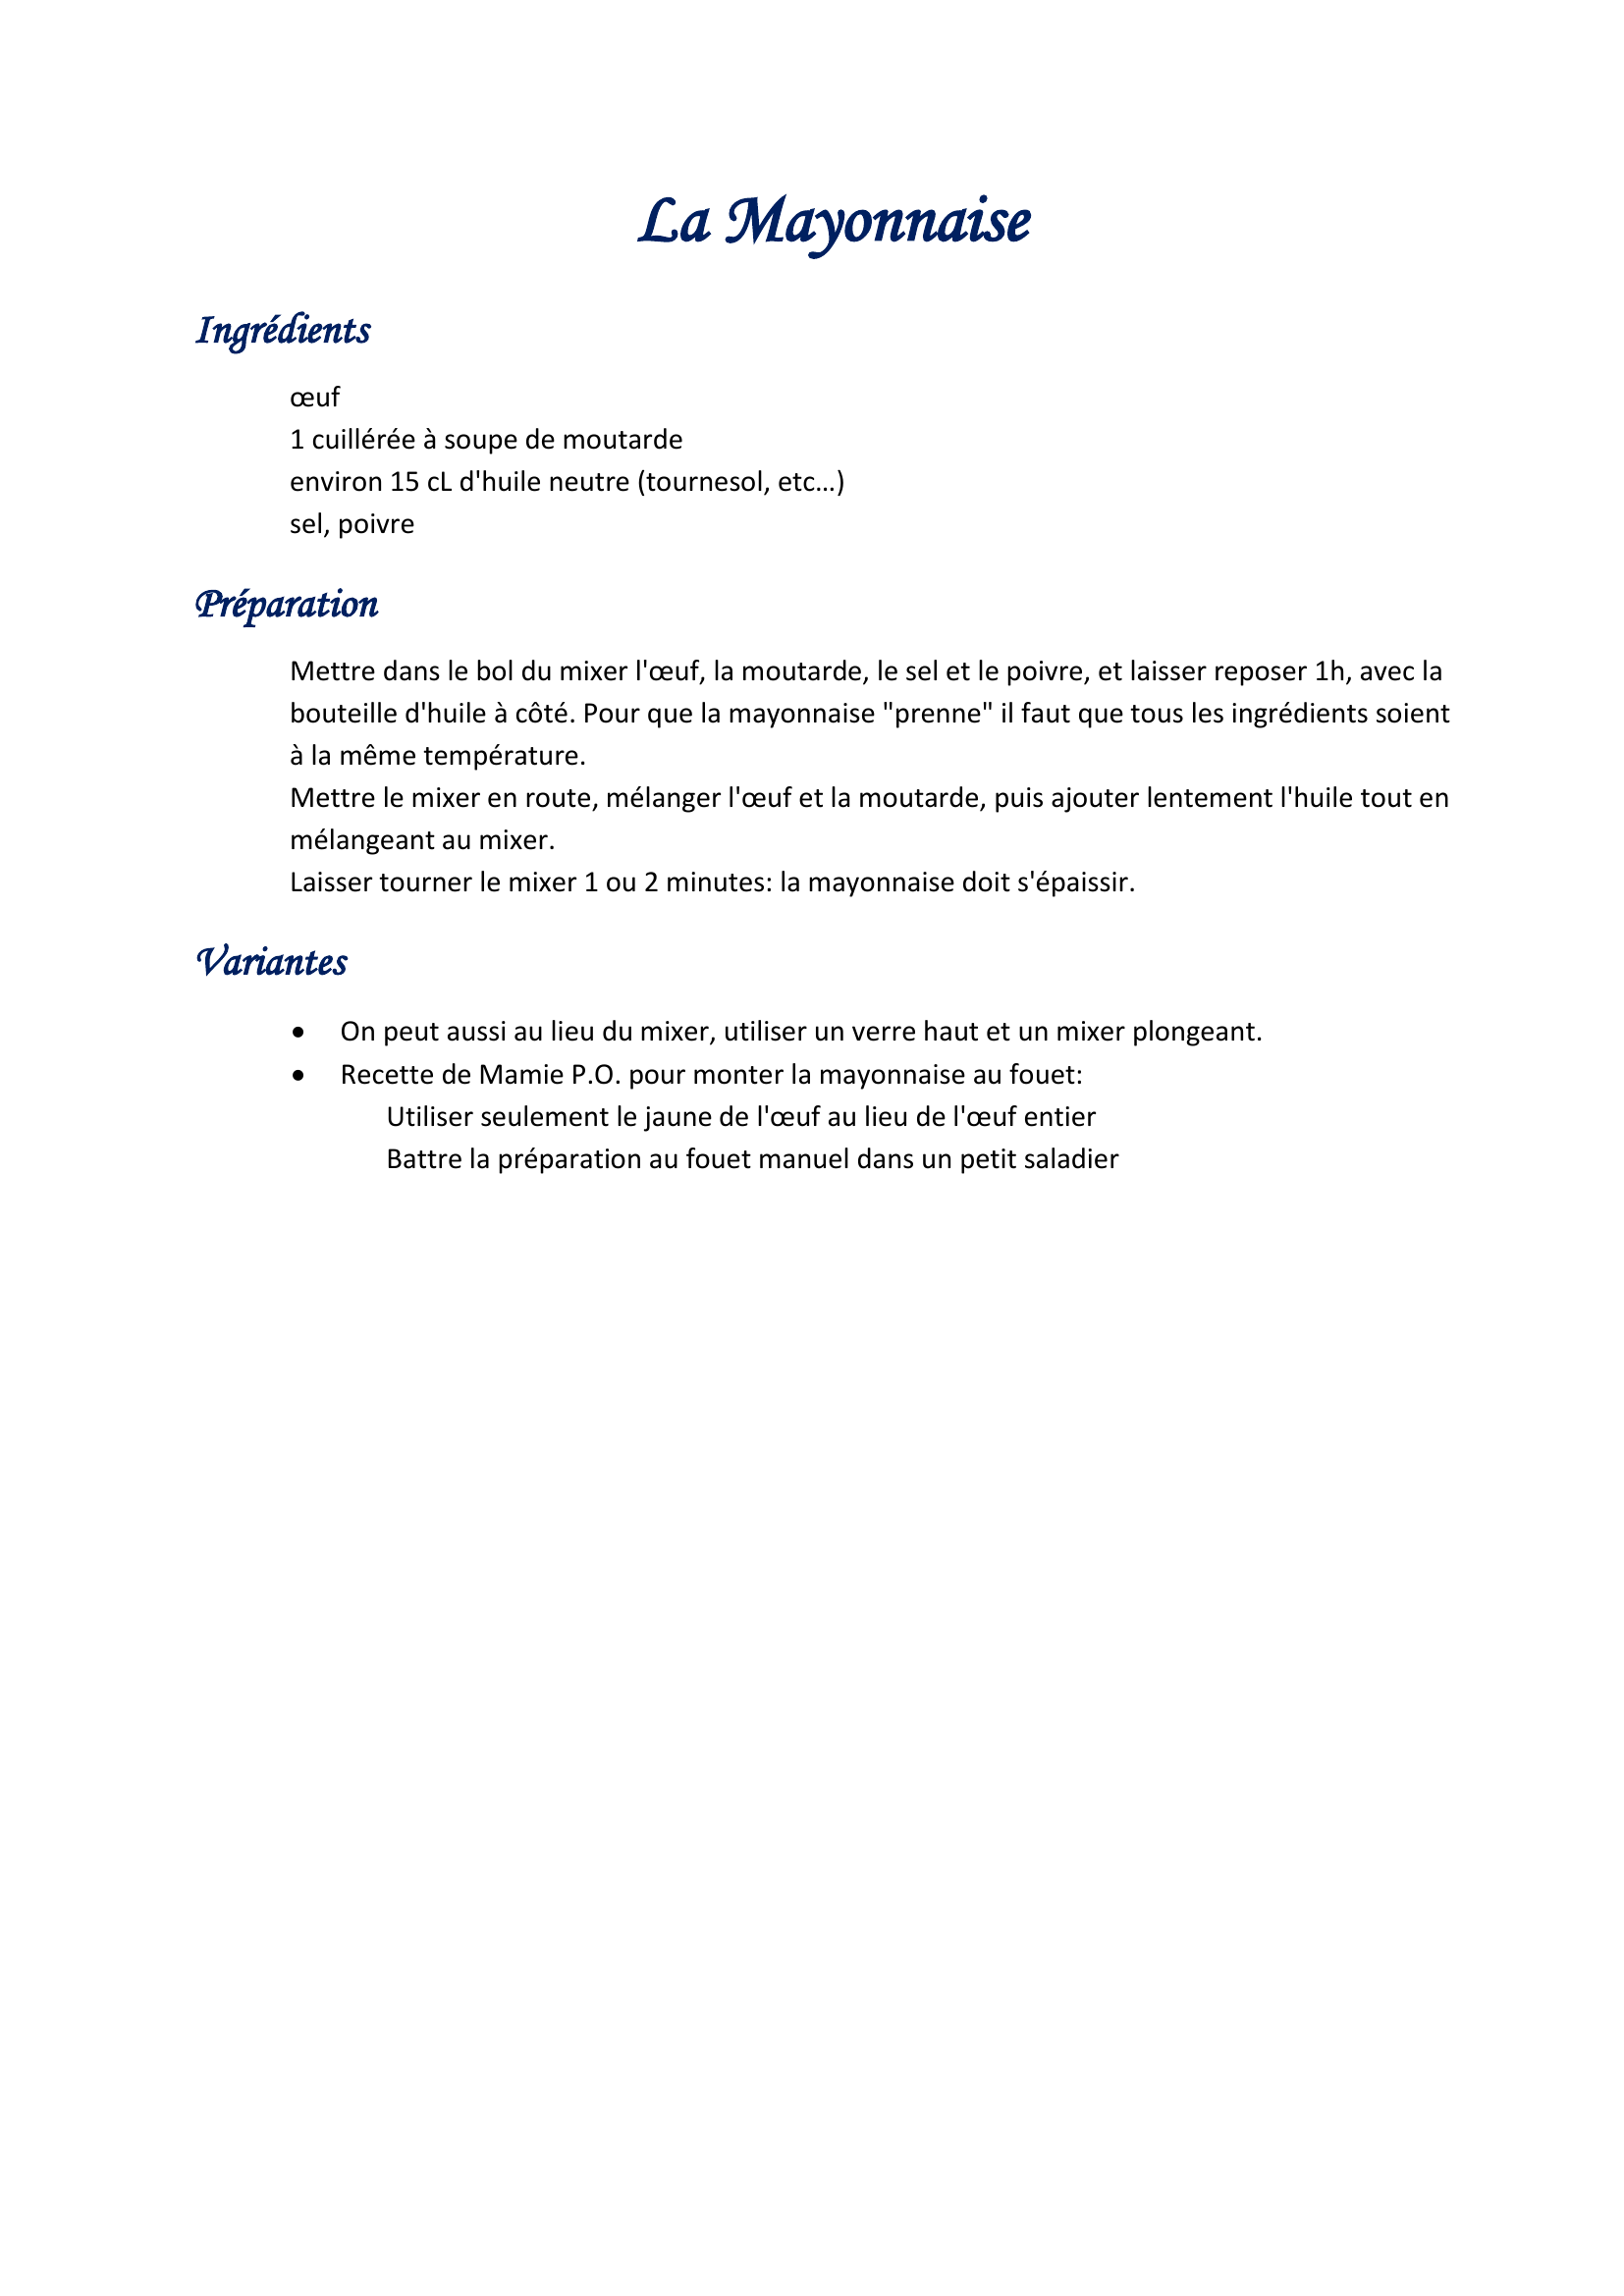 La Mayonnaise
Ingrédients
œuf
1 cuillérée à soupe de moutarde
environ 15 cL d'huile neutre (tournesol, etc…)
sel, poivre
Préparation
Mettre dans le bol du mixer l'œuf, la moutarde, le sel et le poivre, et laisser reposer 1h, avec la
bouteille d'huile à côté. Pour que la mayonnaise "prenne" il faut que tous les ingrédients soient
à la même température.
Mettre le mixer en route, mélanger l'œuf et la moutarde, puis ajouter lentement l'huile tout en
mélangeant au mixer.
Laisser tourner le mixer 1 ou 2 minutes: la mayonnaise doit s'épaissir.
Variantes
• On peut aussi au lieu du mixer, utiliser un verre haut et un mixer plongeant.
• Recette de Mamie P.O. pour monter la mayonnaise au fouet:
Utiliser seulement le jaune de l'œuf au lieu de l'œuf entier
Battre la préparation au fouet manuel dans un petit saladier